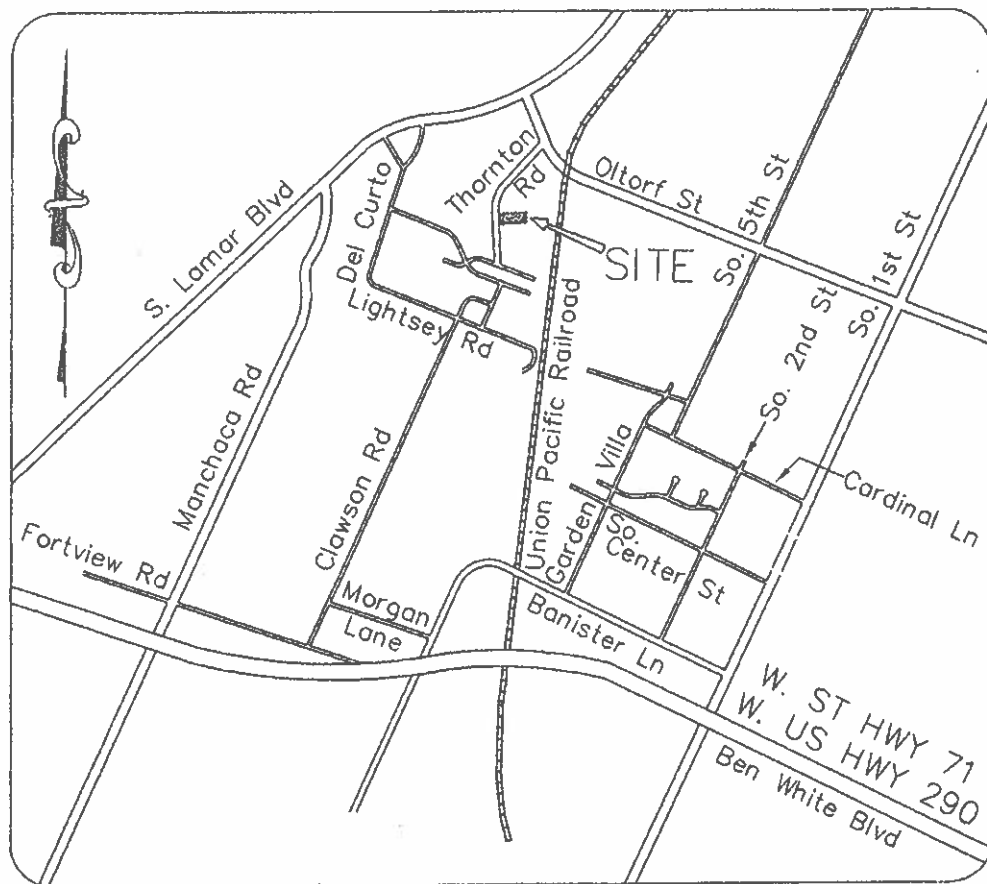 S. Lamar Blvd
Thornton
Rd
Del Curto
Oltorf St
So. 5th St
So. 1st St
SITE
Lightsey Rd
Union Pacific Railroad
So. 2nd St
Manchaca Rd
Clawson Rd
Garden Villa
Cardinal Ln
So.
Center St
Fortview Rd
Morgan
Lane
Banister Ln
W. ST HWY 71
W. US HWY 290
Ben White Blvd